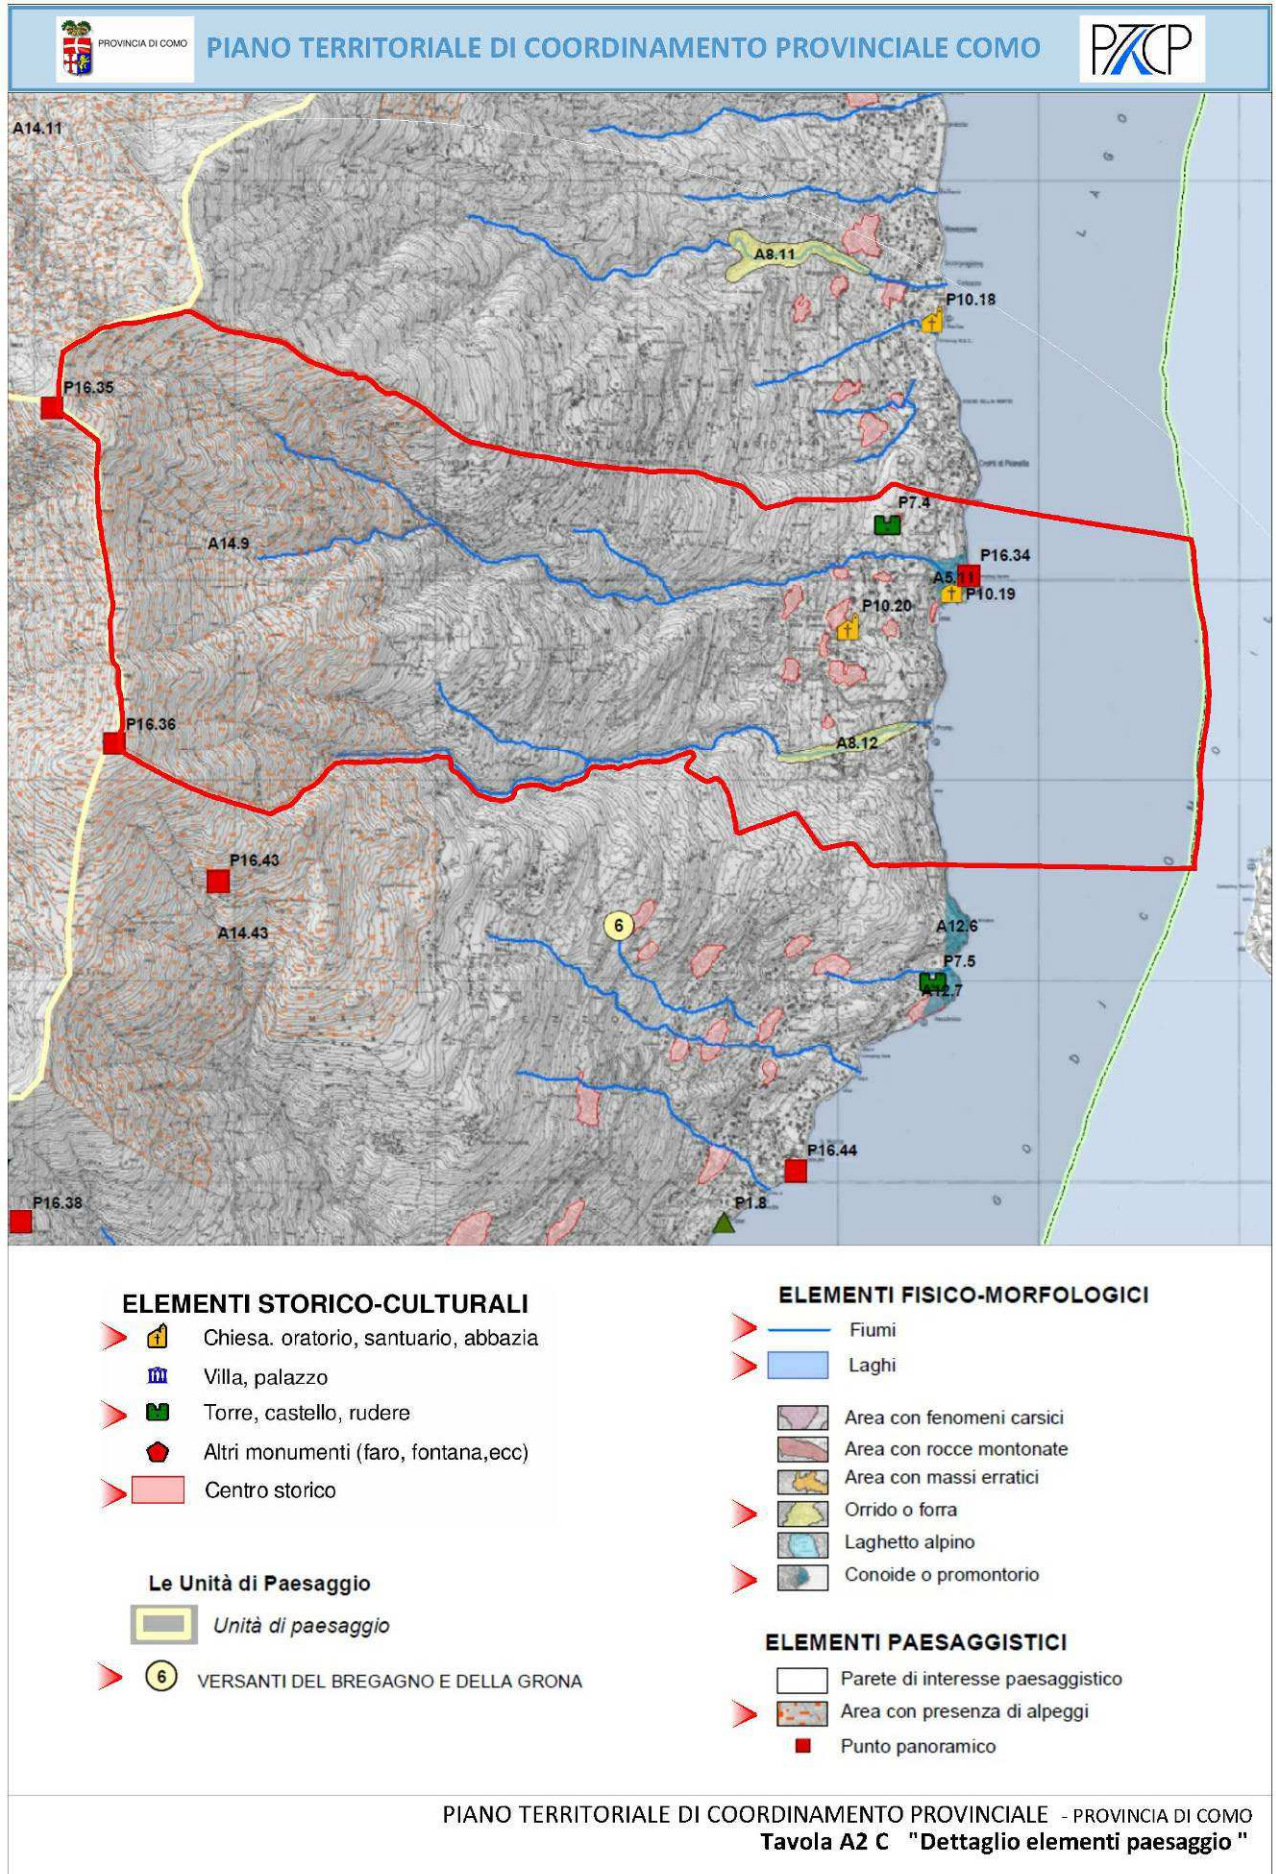 PROVINCIA DI COMO
PIANO TERRITORIALE DI COORDINAMENTO PROVINCIALE COMO
PTCP
A14.11
L A G O
A8.11
P10.18
P16.35
P7.4
A14.9
P16.34
A5.11
P10.19
P10.20
P16.36
A8.12
P16.43
A14.43
6
A12.6
P7.5
A12.7
D I
C O
P16.44
P16.38
P1.8
ELEMENTI STORICO-CULTURALI
Chiesa. oratorio, santuario, abbazia
Villa, palazzo
Torre, castello, rudere
Altri monumenti (faro, fontana,ecc)
Centro storico
Le Unità di Paesaggio
Unità di paesaggio
6 VERSANTI DEL BREGAGNO E DELLA GRONA
ELEMENTI FISICO-MORFOLOGICI
Fiumi
Laghi
Area con fenomeni carsici
Area con rocce montonate
Area con massi erratici
Orrido o forra
Laghetto alpino
Conoide o promontorio
ELEMENTI PAESAGGISTICI
Parete di interesse paesaggistico
Area con presenza di alpeggi
Punto panoramico
PIANO TERRITORIALE DI COORDINAMENTO PROVINCIALE - PROVINCIA DI COMO
Tavola A2 C "Dettaglio elementi paesaggio "